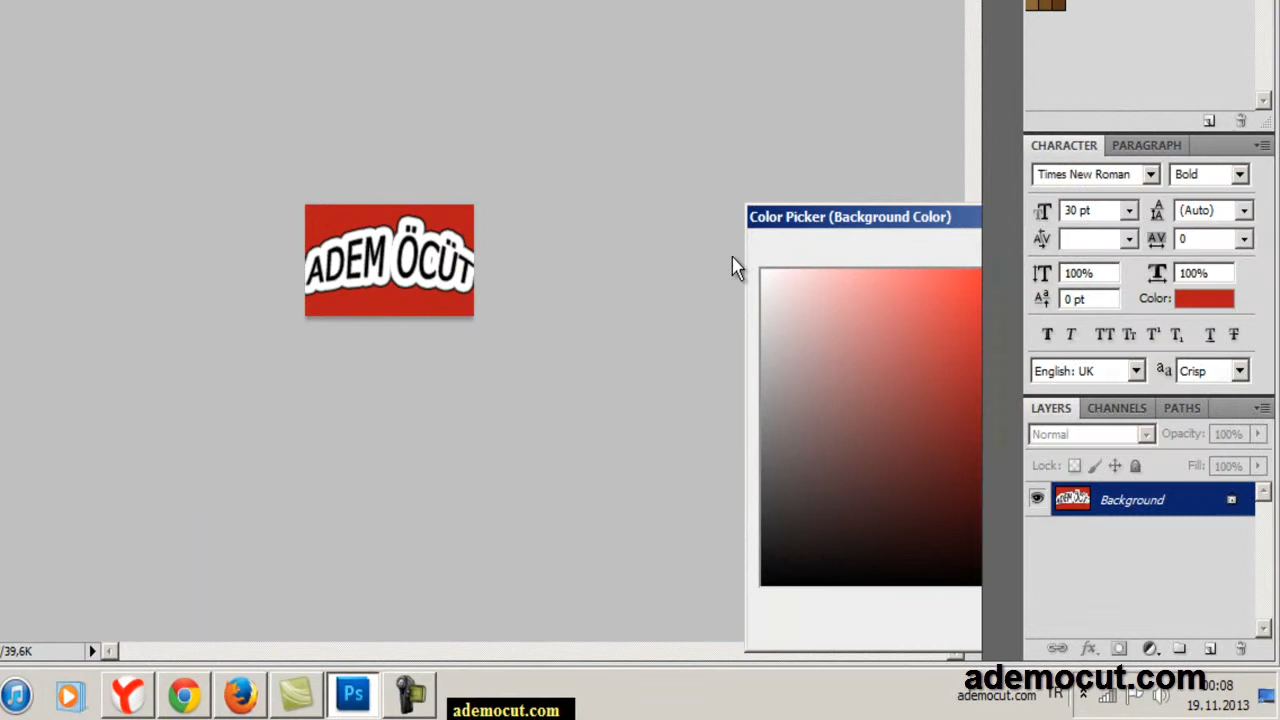 ADEM ÖCÜT
Color Picker (Background Color)
CHARACTER
PARAGRAPH
Times New Roman
Bold
30 pt
(Auto)
0
100%
100%
0 pt
Color:
English: UK
Crisp
LAYERS
CHANNELS
PATHS
Normal
Opacity: 100%
Lock:
Fill: 100%
Background
/39,6K
Ps
ademocut.com
ademocut.com
ademocut.com
TR
00:08
19.11.2013